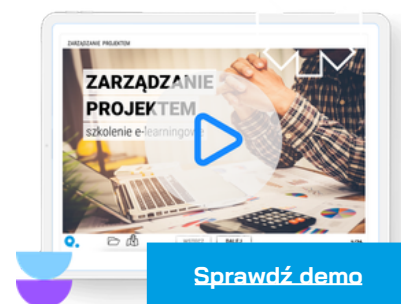 ZARZĄDZANIE PROJEKTEM
ZARZĄDZANIE
PROJEKTEM
szkolenie e-learningowe
DALEJ
Sprawdź demo